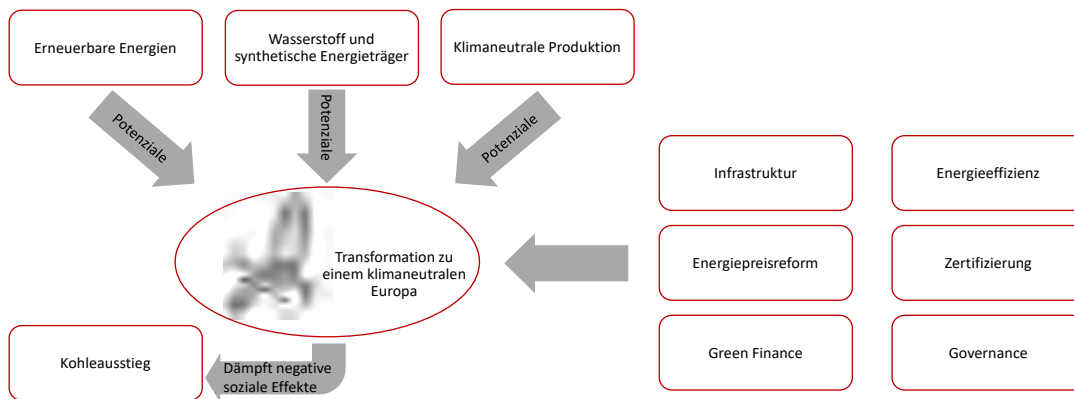 Erneuerbare Energien
Wasserstoff und
synthetische Energieträger
Klimaneutrale Produktion
Potenziale
Potenziale
Potenziale
Infrastruktur
Energieeffizienz
Transformation zu
einem klimaneutralen
Europa
Energiepreisreform
Zertifizierung
Kohleausstieg
Dämpft negative
soziale Effekte
Green Finance
Governance